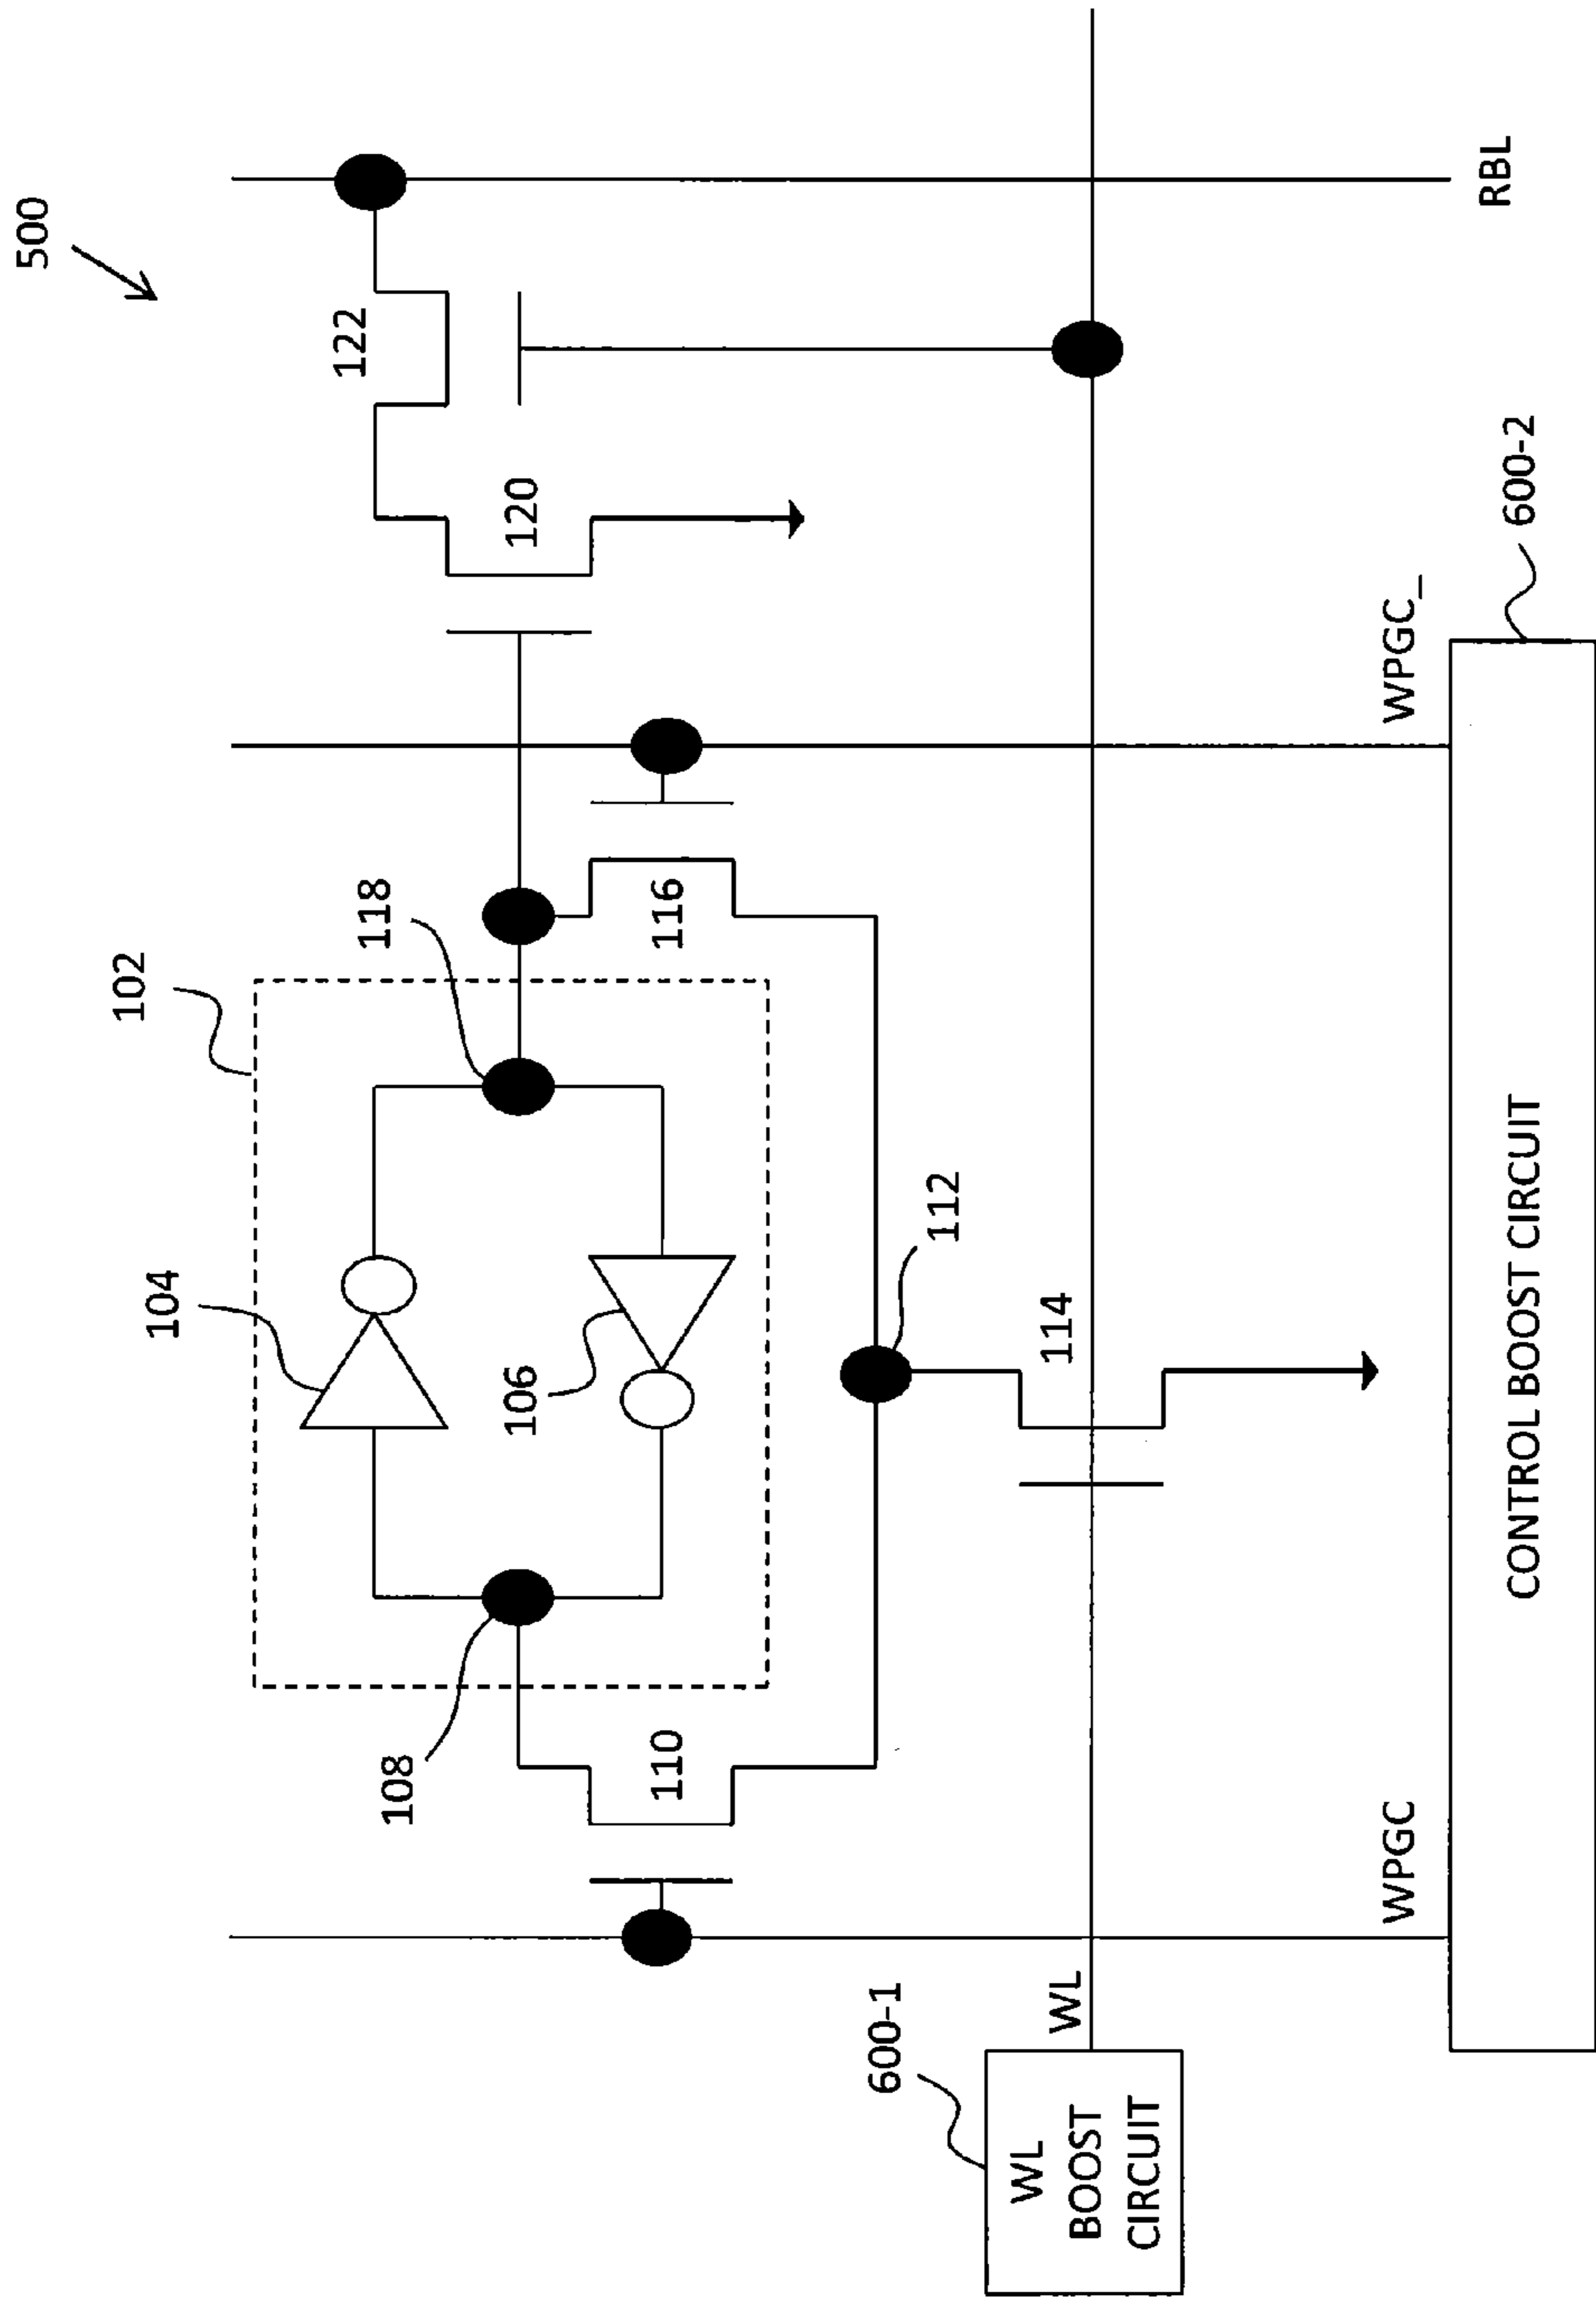 500
102
104
118
122
120
106
108
110
116
112
114
600-1
WL
WL
BOOST
CIRCUIT
WPGC
WPGC_
600-2
RBL
CONTROL BOOST CIRCUIT